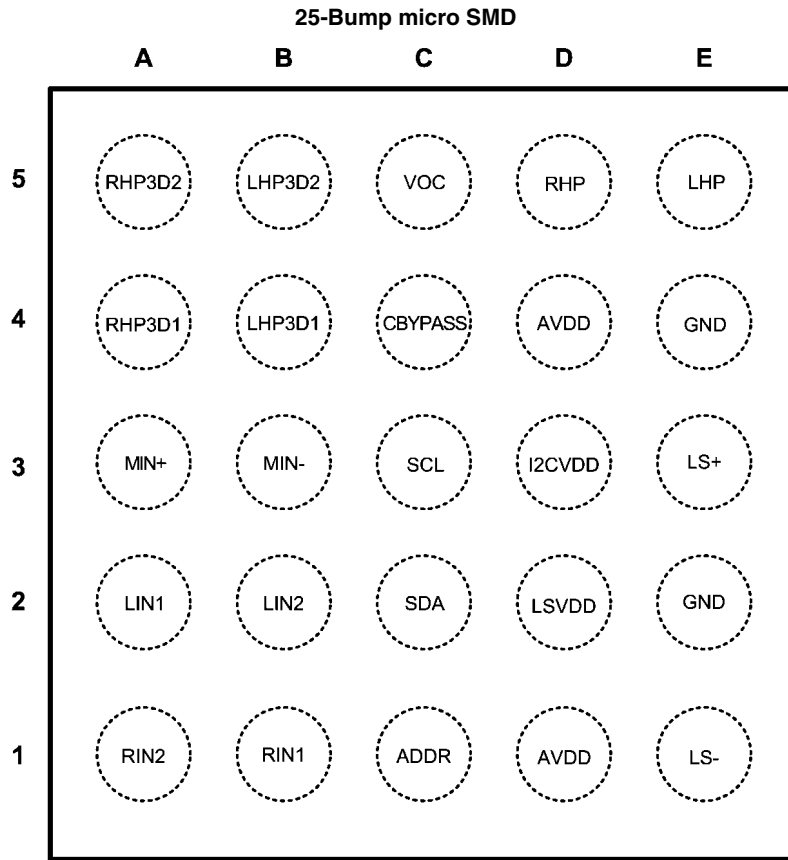 25-Bump micro SMD
A B C D E
5 RHP3D2 LHP3D2 VOC RHP LHP
4 RHP3D1 LHP3D1 CBYPASS AVDD GND
3 MIN+ MIN- SCL I2CVDD LS+
2 LIN1 LIN2 SDA LSVDD GND
1 RIN2 RIN1 ADDR AVDD LS-